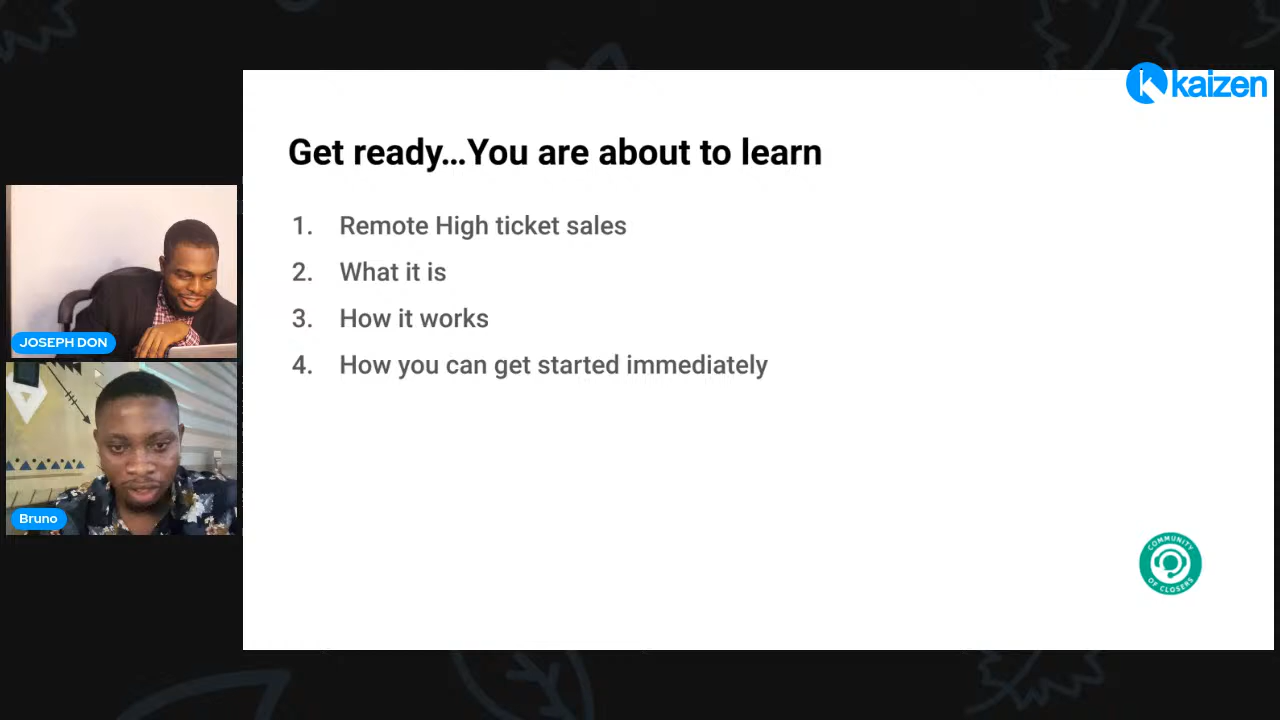 kaizen
Get ready...You are about to learn
1. Remote High ticket sales
2. What it is
3. How it works
4. How you can get started immediately
JOSEPH DON
Bruno
COMMUNITY
OF CLOSERS